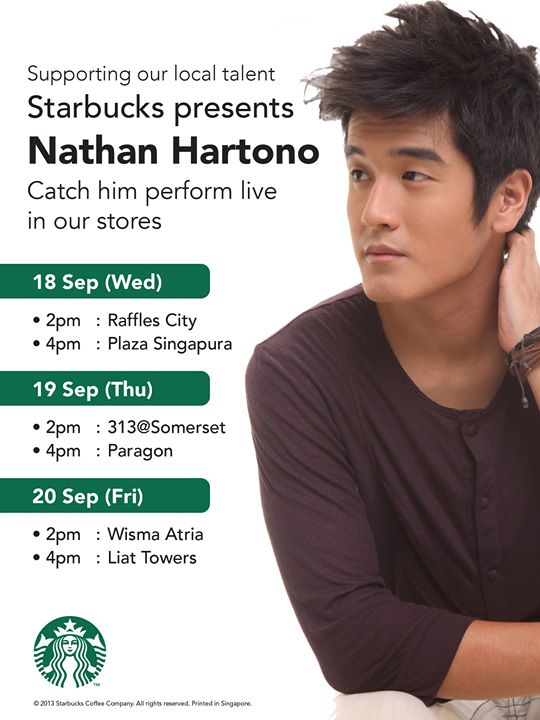 Supporting our local talent
Starbucks presents
Nathan Hartono
Catch him perform live
in our stores
18 Sep (Wed)
• 2pm : Raffles City
• 4pm : Plaza Singapura
19 Sep (Thu)
• 2pm : 313@Somerset
• 4pm : Paragon
20 Sep (Fri)
• 2pm : Wisma Atria
• 4pm : Liat Towers
TM
© 2013 Starbucks Coffee Company. All rights reserved. Printed in Singapore.